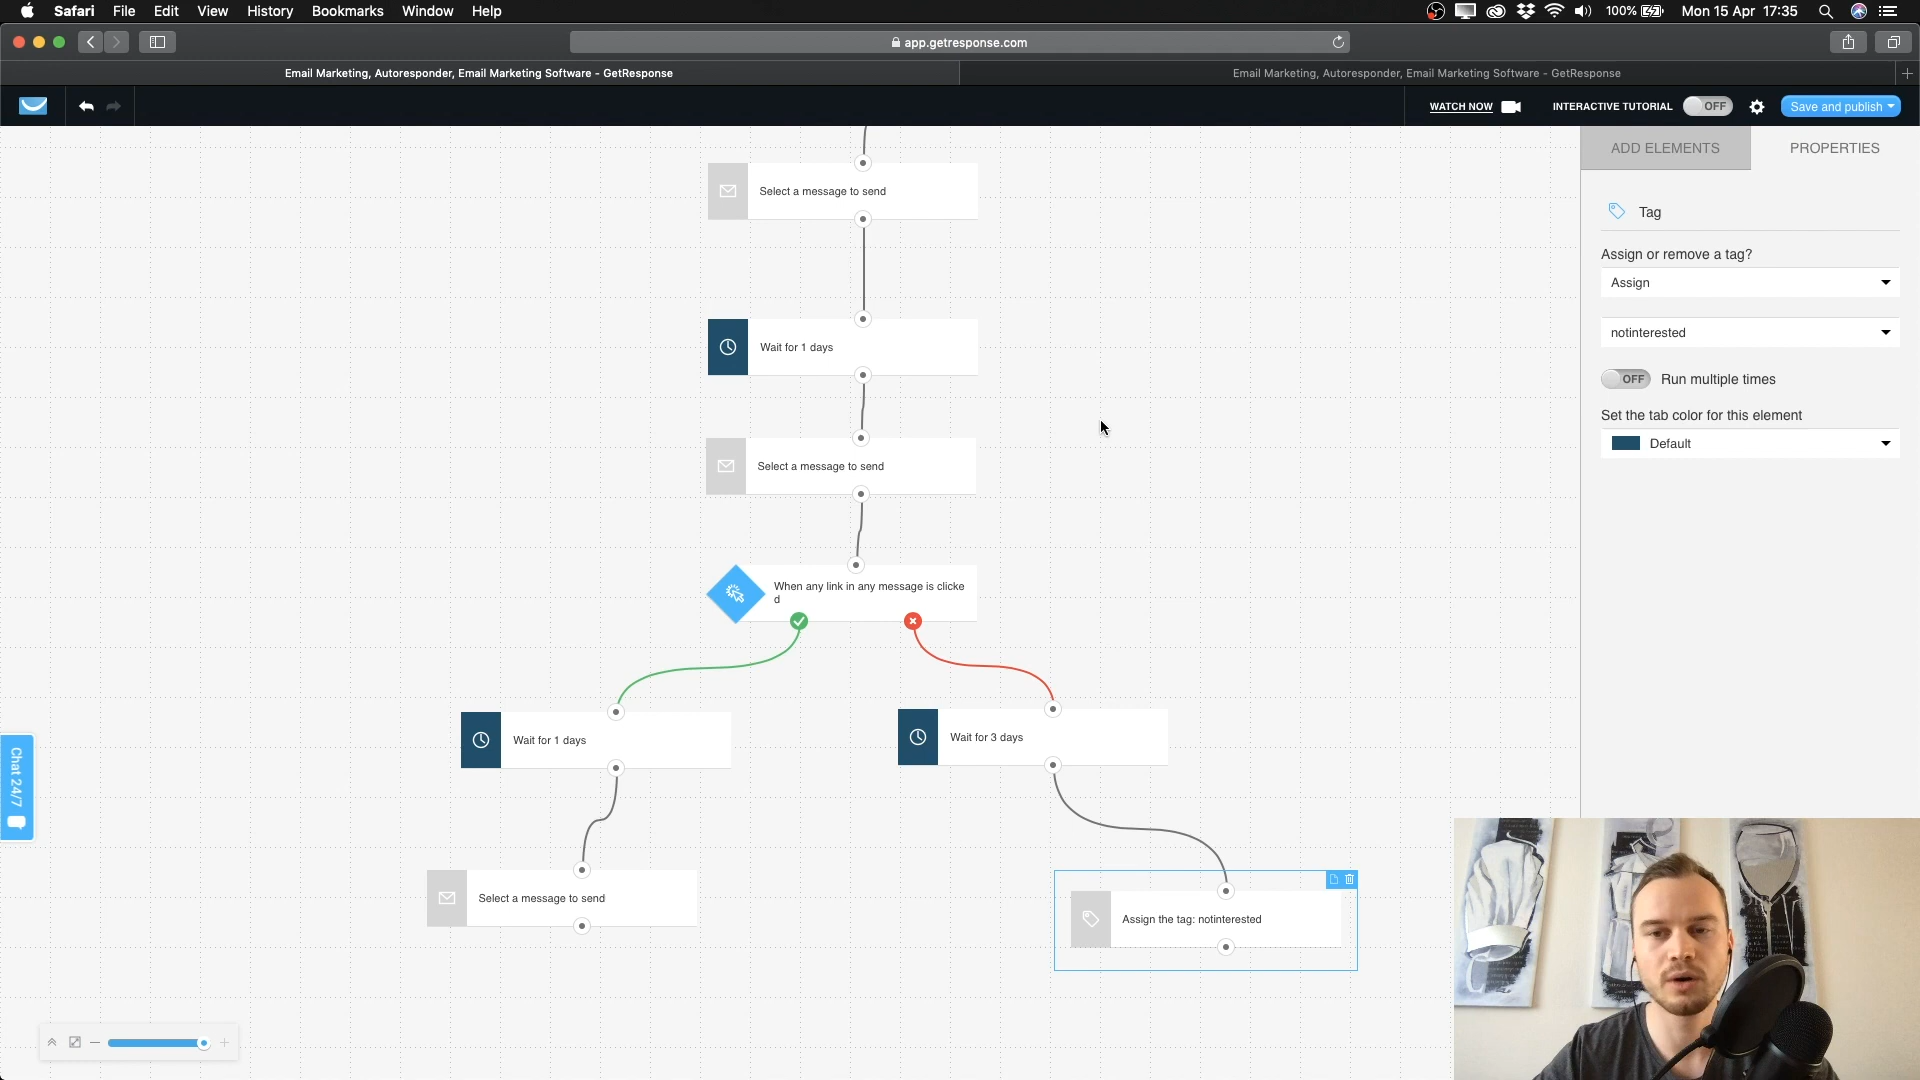 Safari File Edit View History Bookmarks Window Help
100% Mon 15 Apr 17:35
app.getresponse.com
Email Marketing, Autoresponder, Email Marketing Software - GetResponse
Email Marketing, Autoresponder, Email Marketing Software - GetResponse
WATCH NOW
INTERACTIVE TUTORIAL
OFF
Save and publish
ADD ELEMENTS
PROPERTIES
Tag
Assign or remove a tag?
Assign
notinterested
OFF Run multiple times
Set the tab color for this element
Default
Select a message to send
Wait for 1 days
Select a message to send
When any link in any message is clicke
d
Wait for 1 days
Wait for 3 days
Select a message to send
Assign the tag: notinterested
Chat 24/7